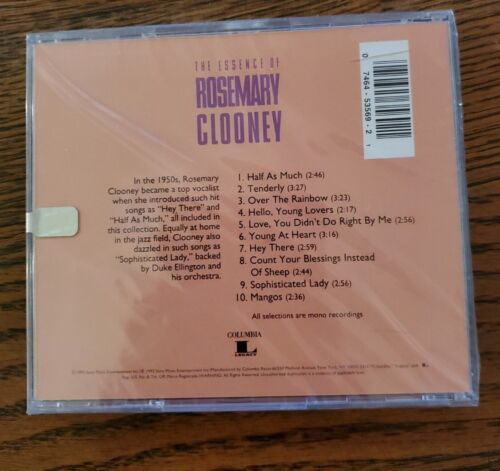 THE ESSENCE OF
ROSEMARY
CLOONEY
0 7464-53569-2 1
In the 1950s, Rosemary
Clooney became a top vocalist
when she introduced such hit
songs as "Hey There" and
"Half As Much," all included in
this collection. Equally at home
in the jazz field, Clooney also
dazzled in such songs as
"Sophisticated Lady," backed
by Duke Ellington and
his orchestra.
1. Half As Much (2:46)
2. Tenderly (3:27)
3. Over The Rainbow (3:23)
4. Hello, Young Lovers (2:17)
5. Love, You Didn't Do Right By Me (2:56)
6. Young At Heart (3:16)
7. Hey There (2:59)
8. Count Your Blessings Instead
Of Sheep (2:44)
9. Sophisticated Lady (2:56)
10. Mangos (2:36)
All selections are mono recordings
COLUMBIA
LEGACY